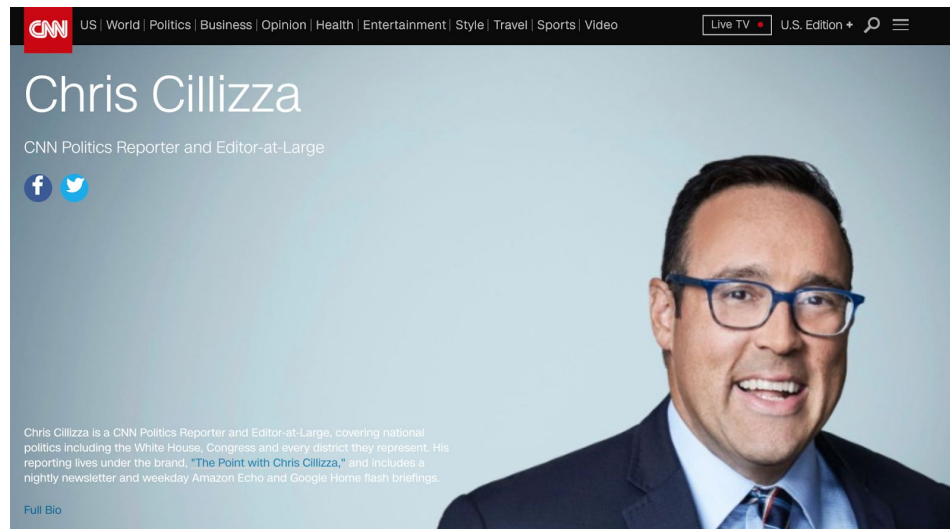 CNN
US | World | Politics | Business | Opinion | Health | Entertainment | Style | Travel | Sports | Video
Live TV
U.S. Edition +
Chris Cillizza
CNN Politics Reporter and Editor-at-Large
f
Chris Cillizza is a CNN Politics Reporter and Editor-at-Large, covering national
politics including the White House, Congress and every district they represent. His
reporting lives under the brand, "The Point with Chris Cillizza," and includes a
nightly newsletter and weekday Amazon Echo and Google Home flash briefings.
Full Bio